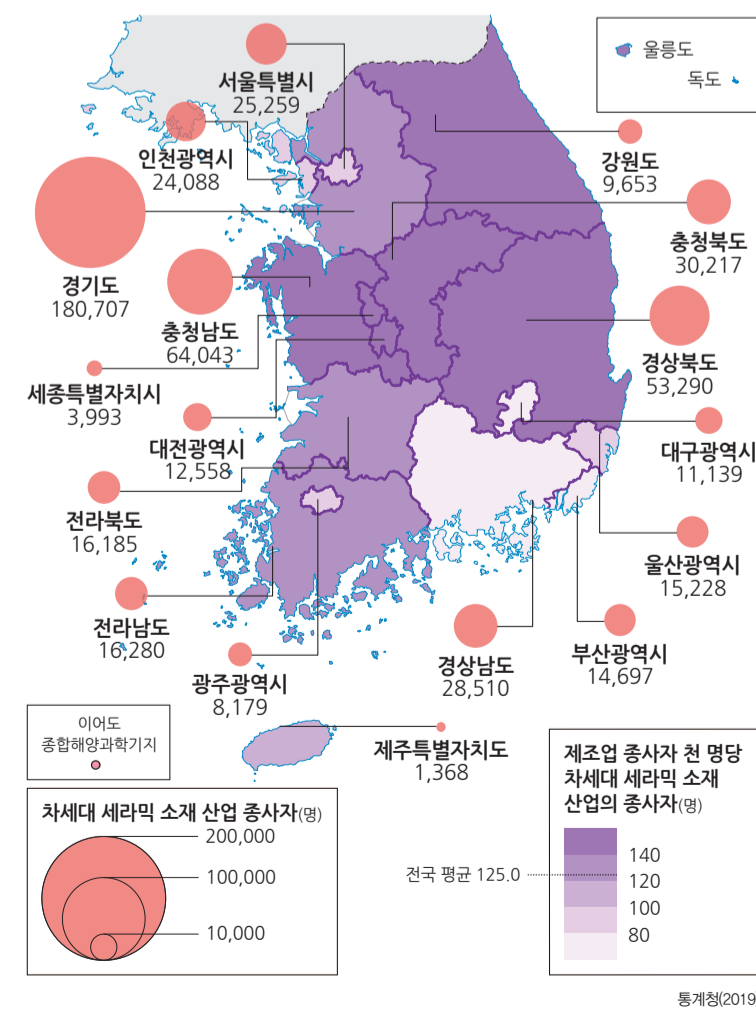 울릉도
독도
서울특별시
25,259
인천광역시
24,088
강원도
9,653
충청북도
30,217
경기도
180,707
충청남도
64,043
경상북도
53,290
세종특별자치시
3,993
대전광역시
12,558
대구광역시
11,139
전라북도
16,185
울산광역시
15,228
전라남도
16,280
경상남도
28,510
부산광역시
14,697
광주광역시
8,179
제주특별자치도
1,368
이어도
종합해양과학기지
차세대 세라믹 소재 산업 종사자(명)
200,000
100,000
10,000
제조업 종사자 천 명당
차세대 세라믹 소재
산업의 종사자(명)
전국 평균 125.0
140
120
100
80
통계청(2019